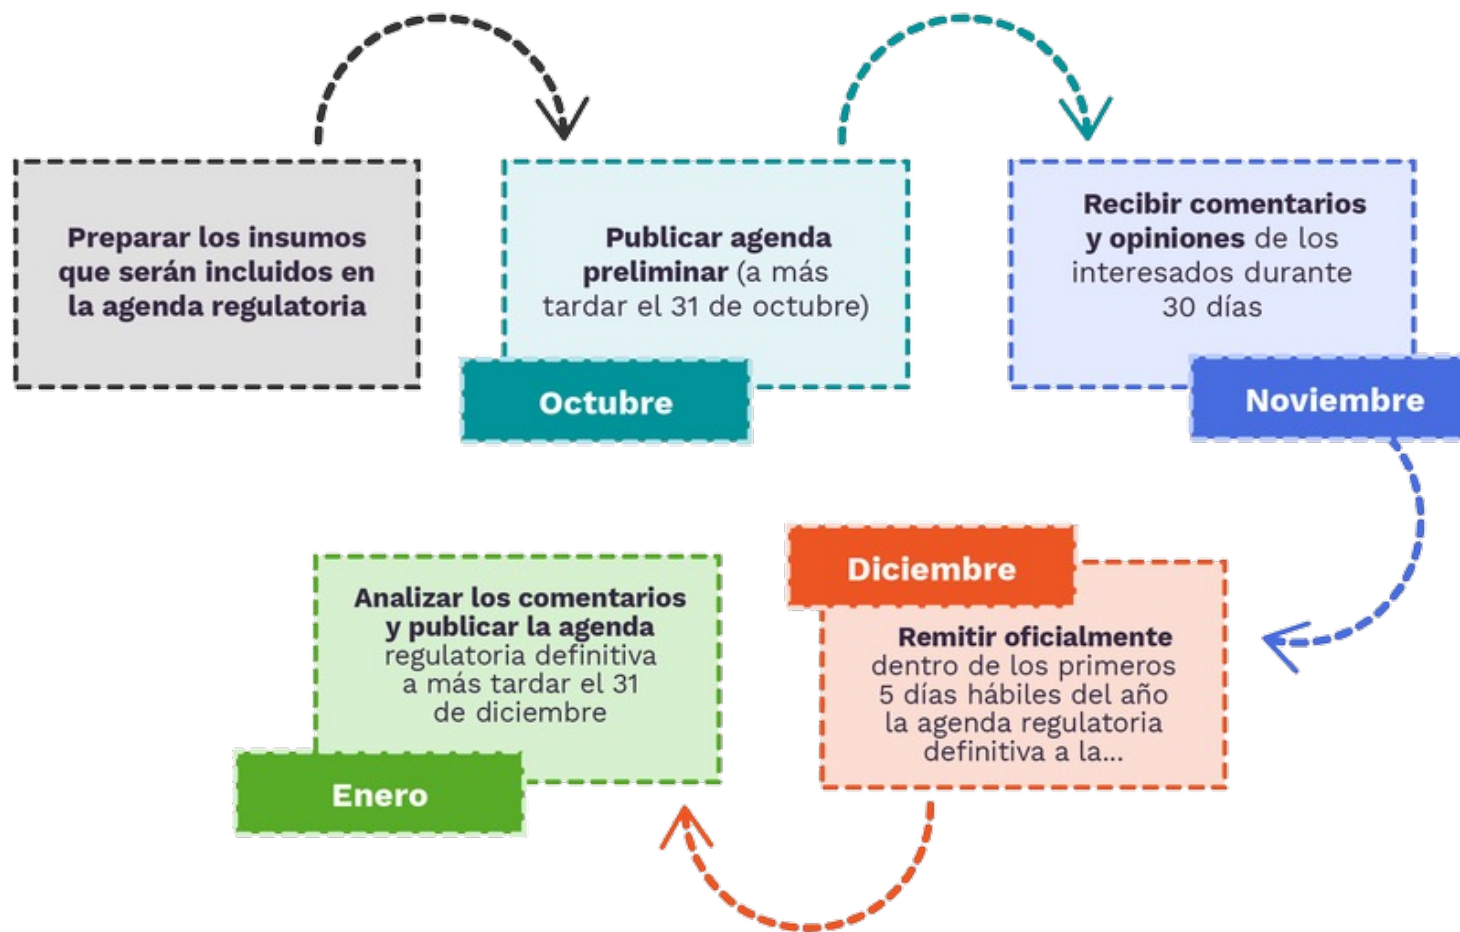 Preparar los insumos
que serán incluidos en
la agenda regulatoria
Publicar agenda
preliminar (a más
tardar el 31 de octubre)
Octubre
Recibir comentarios
y opiniones de los
interesados durante
30 días
Noviembre
Diciembre
Remitir oficialmente
dentro de los primeros
5 días hábiles del año
la agenda regulatoria
definitiva a la...
Analizar los comentarios
y publicar la agenda
regulatoria definitiva
a más tardar el 31
de diciembre
Enero